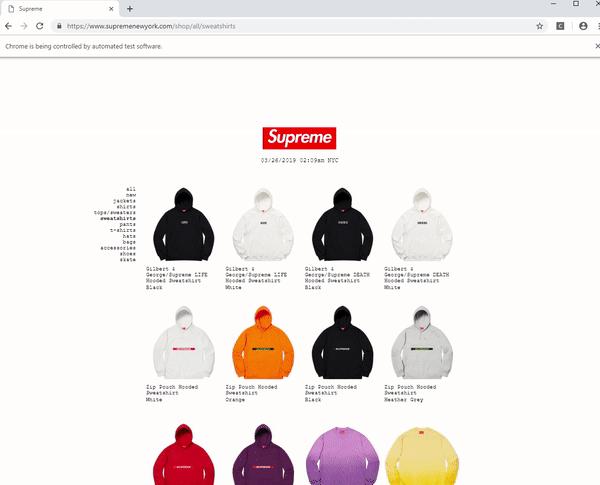 Supreme
https://www.supremenewyork.com/shop/all/sweatshirts
Chrome is being controlled by automated test software.
Supreme
03/26/2019 02:09am NYC
all
new
jackets
shirts
tops/sweaters
sweatshirts
pants
t-shirts
hats
bags
accessories
shoes
skate
Gilbert &
George/Supreme LIFE
Hooded Sweatshirt
Black
Gilbert &
George/Supreme LIFE
Hooded Sweatshirt
White
Gilbert &
George/Supreme DEATH
Hooded Sweatshirt
Black
Gilbert &
George/Supreme DEATH
Hooded Sweatshirt
White
Zip Pouch Hooded
Sweatshirt
White
Zip Pouch Hooded
Sweatshirt
Orange
Zip Pouch Hooded
Sweatshirt
Black
Zip Pouch Hooded
Sweatshirt
Heather Grey